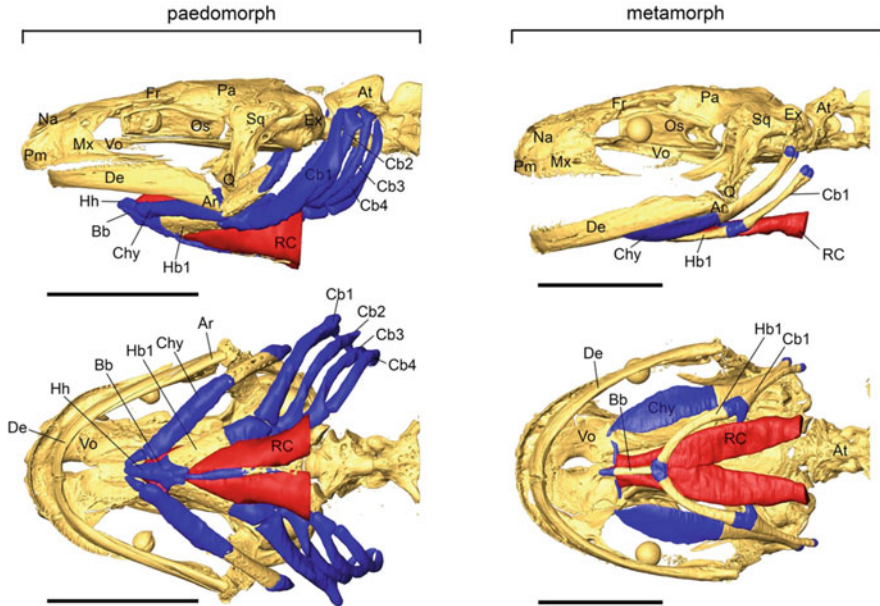 paedomorph
metamorph
Na
Fr
Pa
At
Pm
Mx
Vo
Os
Sq
Ex
De
Q
Cb1
Cb2
Cb3
Cb4
Ar
Hh
Bb
Chy
Hb1
RC
Na
Fr
Pa
At
Pm
Mx
Vo
Os
Sq
Ex
Q
Ar
De
Cb1
Chy
Hb1
RC
Cb1
Cb2
Cb3
Cb4
Ar
Chy
Hb1
Bb
Hh
De
Vo
RC
Hb1
Cb1
De
Bb
Chy
Vo
RC
At